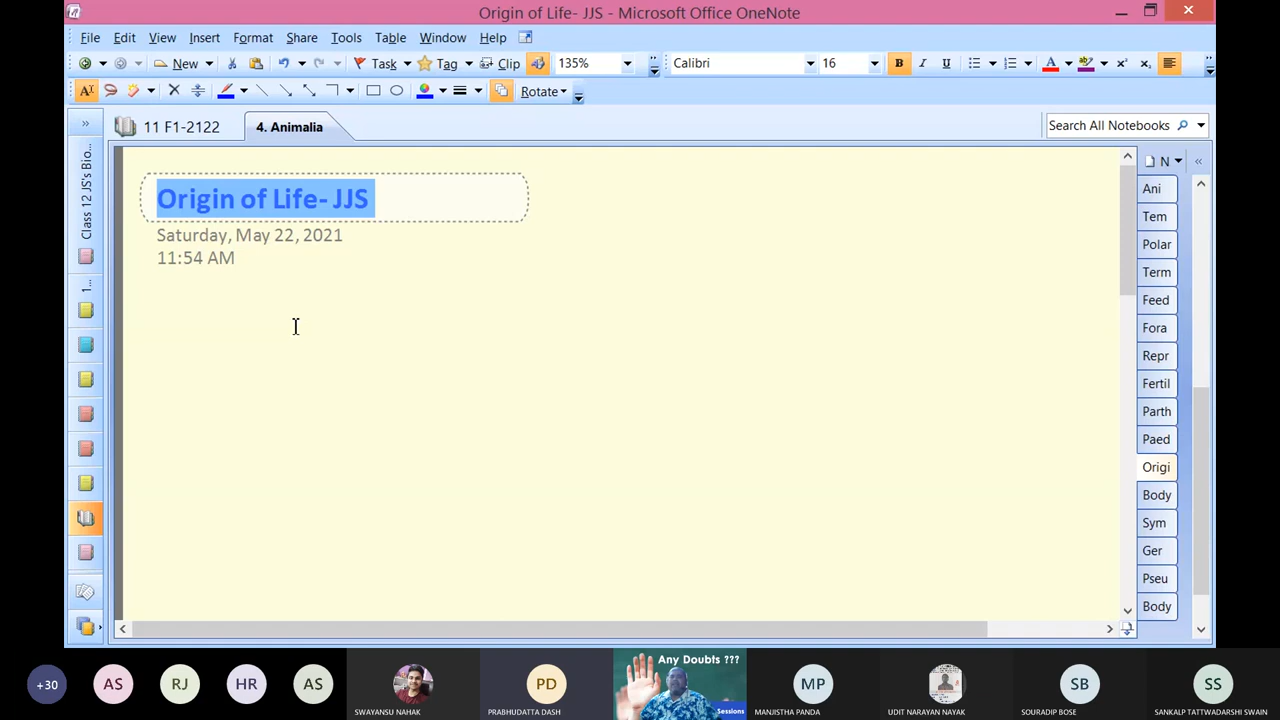 Origin of Life- JJS - Microsoft Office OneNote
File Edit View Insert Format Share Tools Table Window Help
New Task Tag Clip 135% Calibri 16 B I U
Rotate
11 F1-2122
4. Animalia
Search All Notebooks
Class 12 JJS's Bio...
1...
Origin of Life- JJS
Saturday, May 22, 2021
11:54 AM
N
Ani
Tem
Polar
Term
Feed
Fora
Repr
Fertil
Parth
Paed
Origi
Body
Sym
Ger
Pseu
Body
+30
AS
RJ
HR
AS
SWAYANSU NAHAK
PD
PRABHUDATTA DASH
Any Doubts ???
Sessions
MP
MANJISTHA PANDA
UDIT NARAYAN NAYAK
SB
SOURADIP BOSE
SS
SANKALP TATTWADARSHI SWAIN